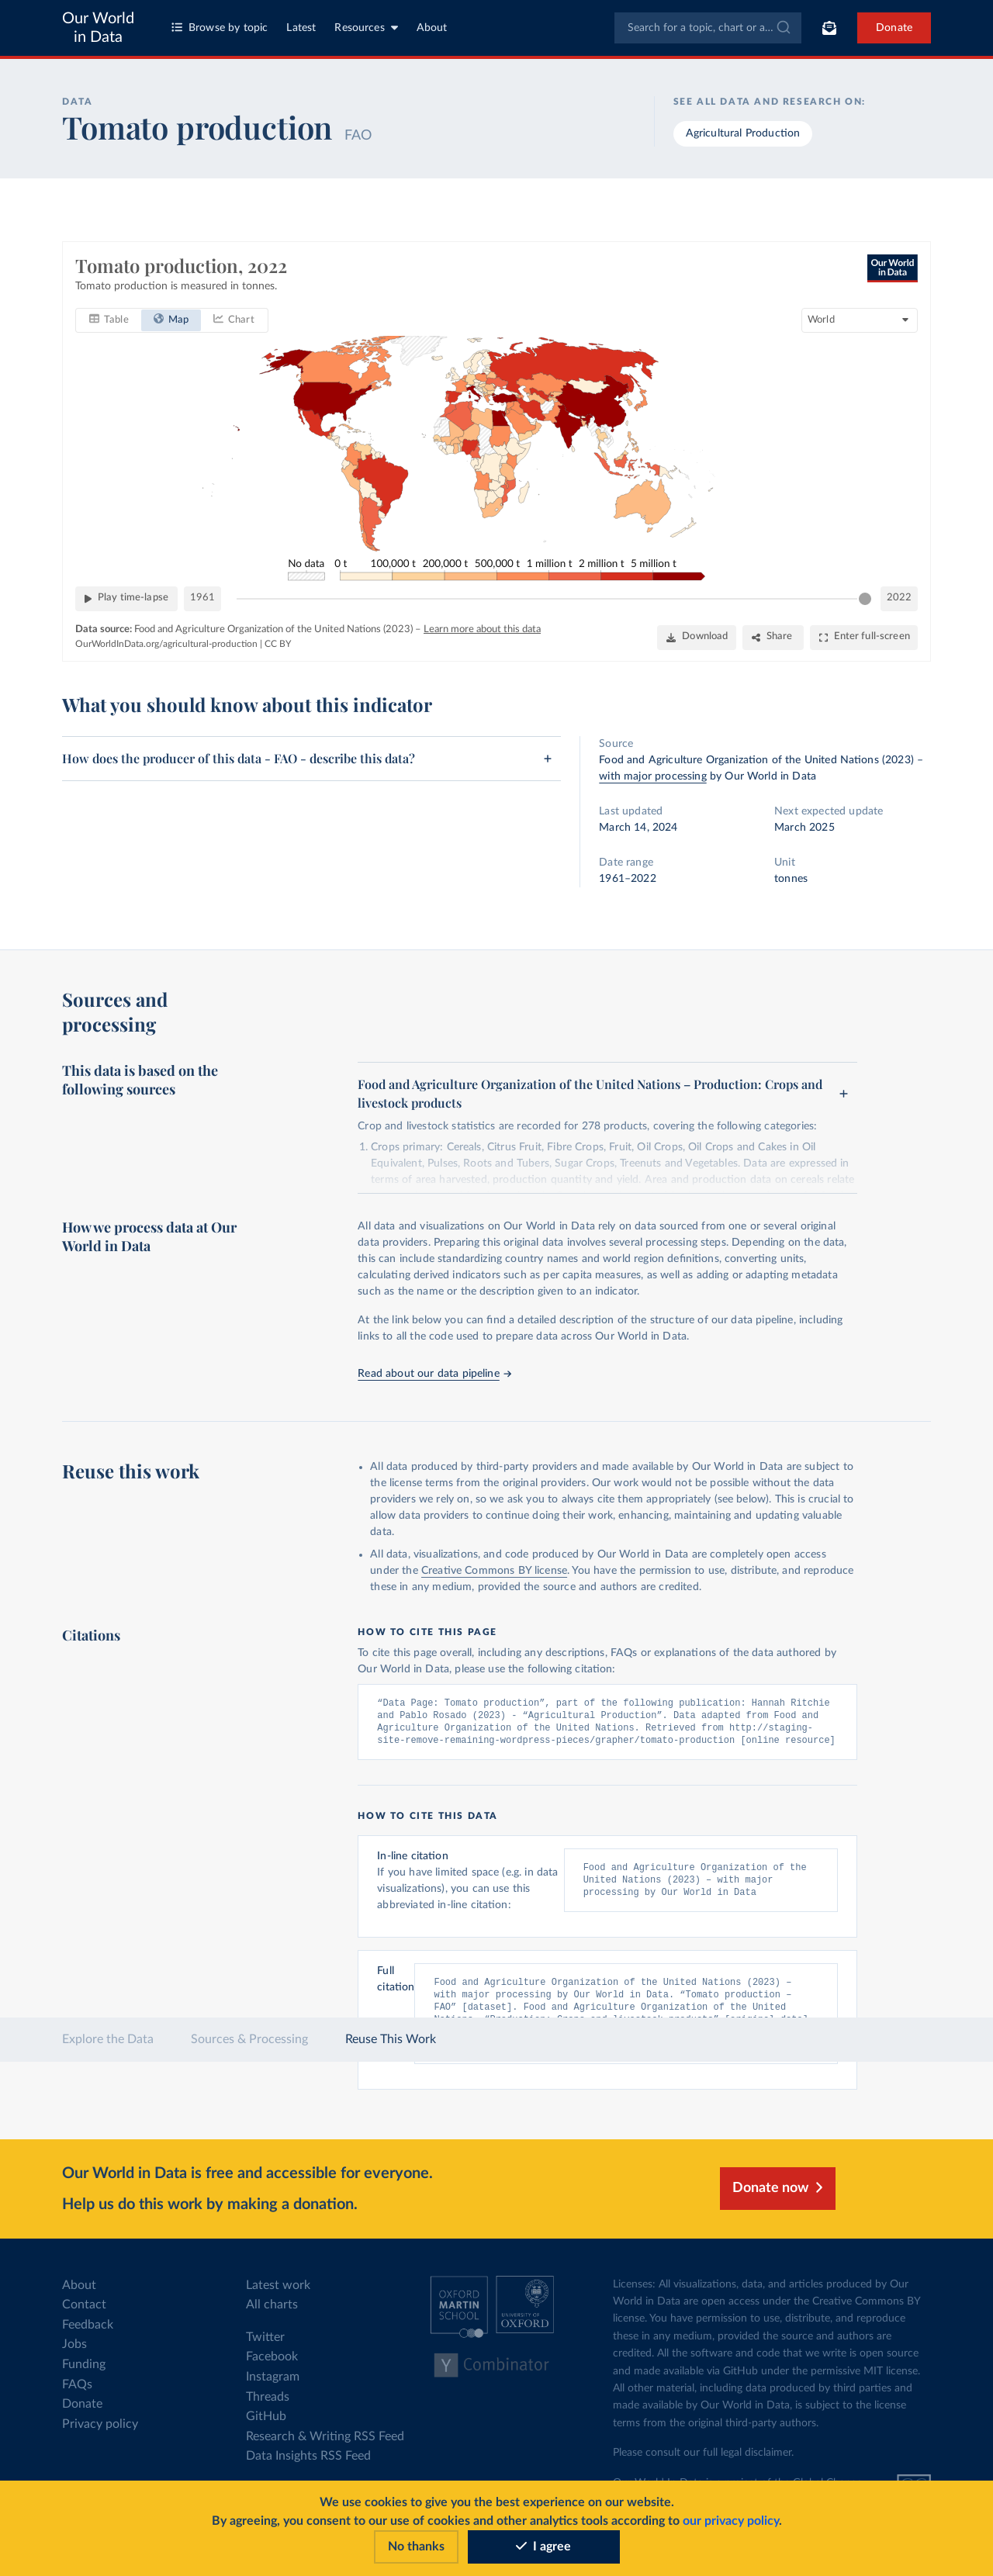 Our World
in Data
Browse by topic
Latest
Resources
About
Search for a topic, chart or a...
Donate
DATA
Tomato production FAO
SEE ALL DATA AND RESEARCH ON:
Agricultural Production
Tomato production, 2022
Tomato production is measured in tonnes.
Our World
in Data
Table
Map
Chart
World
No data
0 t
100,000 t
200,000 t
500,000 t
1 million t
2 million t
5 million t
Play time-lapse
1961
2022
Data source: Food and Agriculture Organization of the United Nations (2023) – Learn more about this data
OurWorldInData.org/agricultural-production | CC BY
Download
Share
Enter full-screen
What you should know about this indicator
How does the producer of this data - FAO - describe this data?
+
Source
Food and Agriculture Organization of the United Nations (2023) –
with major processing by Our World in Data
Last updated
March 14, 2024
Next expected update
March 2025
Date range
1961–2022
Unit
tonnes
Sources and
processing
This data is based on the
following sources
Food and Agriculture Organization of the United Nations – Production: Crops and
livestock products
+
Crop and livestock statistics are recorded for 278 products, covering the following categories:
1. Crops primary: Cereals, Citrus Fruit, Fibre Crops, Fruit, Oil Crops, Oil Crops and Cakes in Oil
Equivalent, Pulses, Roots and Tubers, Sugar Crops, Treenuts and Vegetables. Data are expressed in
terms of area harvested, production quantity and yield. Area and production data on cereals relate
How we process data at Our
World in Data
All data and visualizations on Our World in Data rely on data sourced from one or several original
data providers. Preparing this original data involves several processing steps. Depending on the data,
this can include standardizing country names and world region definitions, converting units,
calculating derived indicators such as per capita measures, as well as adding or adapting metadata
such as the name or the description given to an indicator.
At the link below you can find a detailed description of the structure of our data pipeline, including
links to all the code used to prepare data across Our World in Data.
Read about our data pipeline →
Reuse this work
• All data produced by third-party providers and made available by Our World in Data are subject to
the license terms from the original providers. Our work would not be possible without the data
providers we rely on, so we ask you to always cite them appropriately (see below). This is crucial to
allow data providers to continue doing their work, enhancing, maintaining and updating valuable
data.
• All data, visualizations, and code produced by Our World in Data are completely open access
under the Creative Commons BY license. You have the permission to use, distribute, and reproduce
these in any medium, provided the source and authors are credited.
Citations
HOW TO CITE THIS PAGE
To cite this page overall, including any descriptions, FAQs or explanations of the data authored by
Our World in Data, please use the following citation:
“Data Page: Tomato production”, part of the following publication: Hannah Ritchie
and Pablo Rosado (2023) - “Agricultural Production”. Data adapted from Food and
Agriculture Organization of the United Nations. Retrieved from http://staging-
site-remove-remaining-wordpress-pieces/grapher/tomato-production [online resource]
HOW TO CITE THIS DATA
In-line citation
If you have limited space (e.g. in data
visualizations), you can use this
abbreviated in-line citation:
Food and Agriculture Organization of the
United Nations (2023) – with major
processing by Our World in Data
Full
citation
Food and Agriculture Organization of the United Nations (2023) –
with major processing by Our World in Data. “Tomato production –
FAO” [dataset]. Food and Agriculture Organization of the United
Nations, “Production: Crops and livestock products” [original data].
Explore the Data
Sources & Processing
Reuse This Work
Our World in Data is free and accessible for everyone.
Help us do this work by making a donation.
Donate now
About
Contact
Feedback
Jobs
Funding
FAQs
Donate
Privacy policy
Latest work
All charts
Twitter
Facebook
Instagram
Threads
GitHub
Research & Writing RSS Feed
Data Insights RSS Feed
OXFORD
MARTIN
SCHOOL
UNIVERSITY OF
OXFORD
Y Combinator
Licenses: All visualizations, data, and articles produced by Our
World in Data are open access under the Creative Commons BY
license. You have permission to use, distribute, and reproduce
these in any medium, provided the source and authors are
credited. All the software and code that we write is open source
and made available via GitHub under the permissive MIT license.
All other material, including data produced by third parties and
made available by Our World in Data, is subject to the license
terms from the original third-party authors.
Please consult our full legal disclaimer.
We use cookies to give you the best experience on our website.
By agreeing, you consent to our use of cookies and other analytics tools according to our privacy policy.
No thanks
I agree